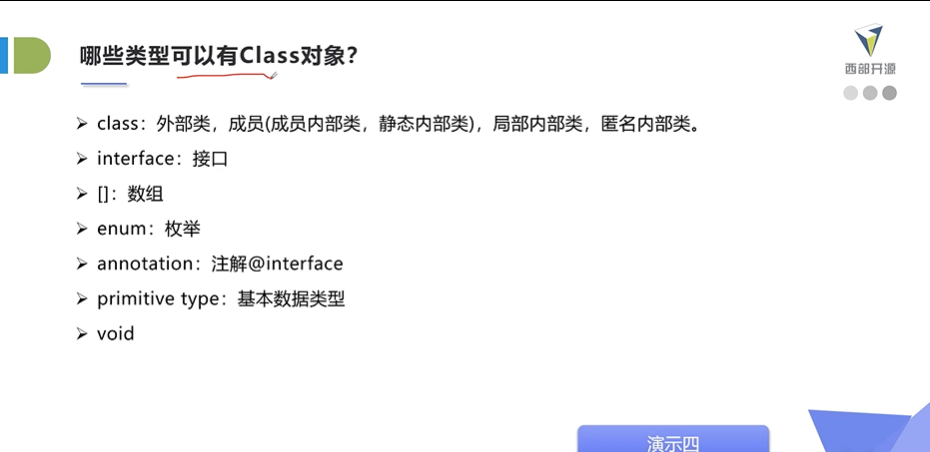 哪些类型可以有Class对象？
西部开源
➢ class：外部类，成员(成员内部类，静态内部类)，局部内部类，匿名内部类。
➢ interface：接口
➢ []：数组
➢ enum：枚举
➢ annotation：注解@interface
➢ primitive type：基本数据类型
➢ void
演示四